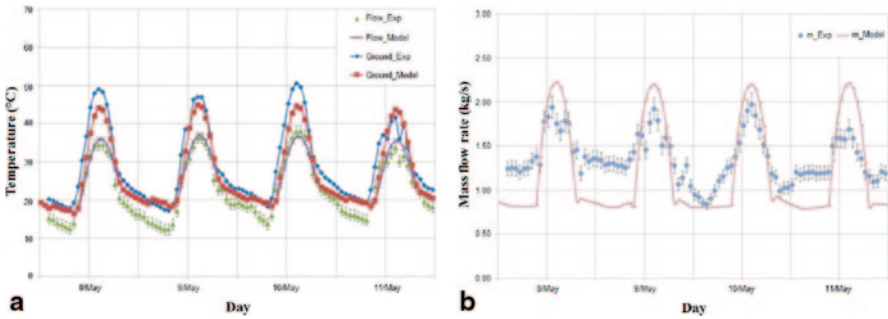 70
60
50
40
30
20
10
0
Temperature (°C)
Flow_Exp
Flow_Model
Ground_Exp
Ground_Model
8/May
9/May
10/May
11/May
Day
a
3.00
2.50
2.00
1.50
1.00
0.50
0.00
Mass flow rate (kg/s)
m_Exp
m_Model
8/May
9/May
10/May
11/May
Day
b